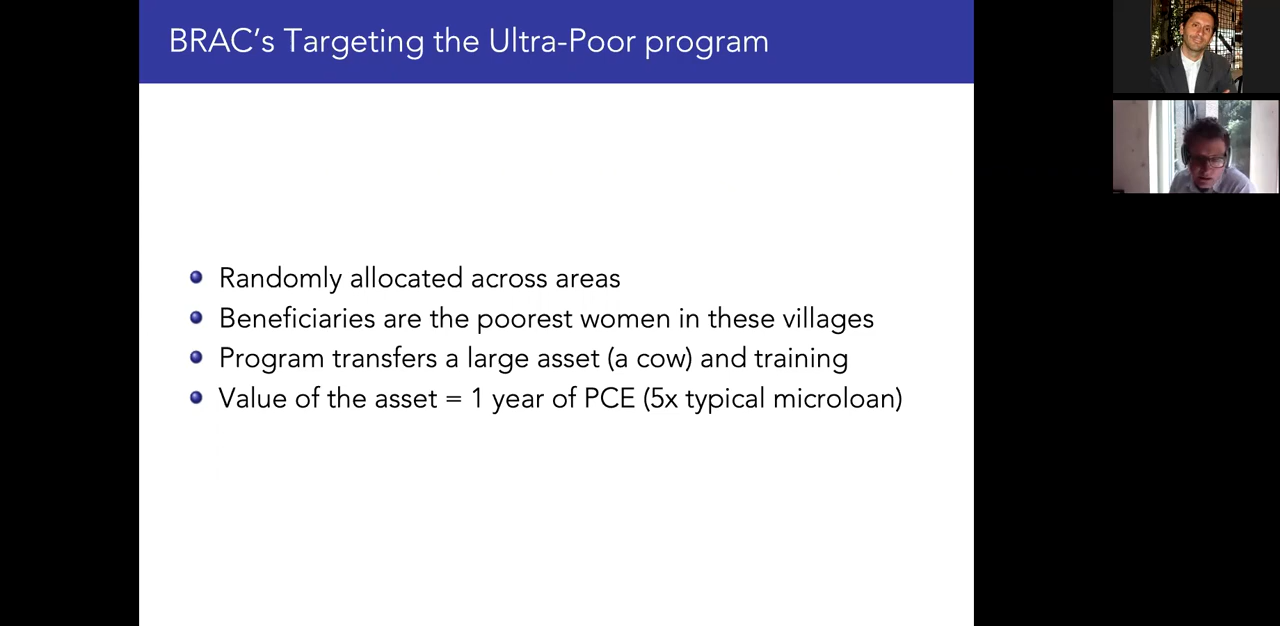 BRAC's Targeting the Ultra-Poor program
Randomly allocated across areas
Beneficiaries are the poorest women in these villages
Program transfers a large asset (a cow) and training
Value of the asset = 1 year of PCE (5x typical microloan)